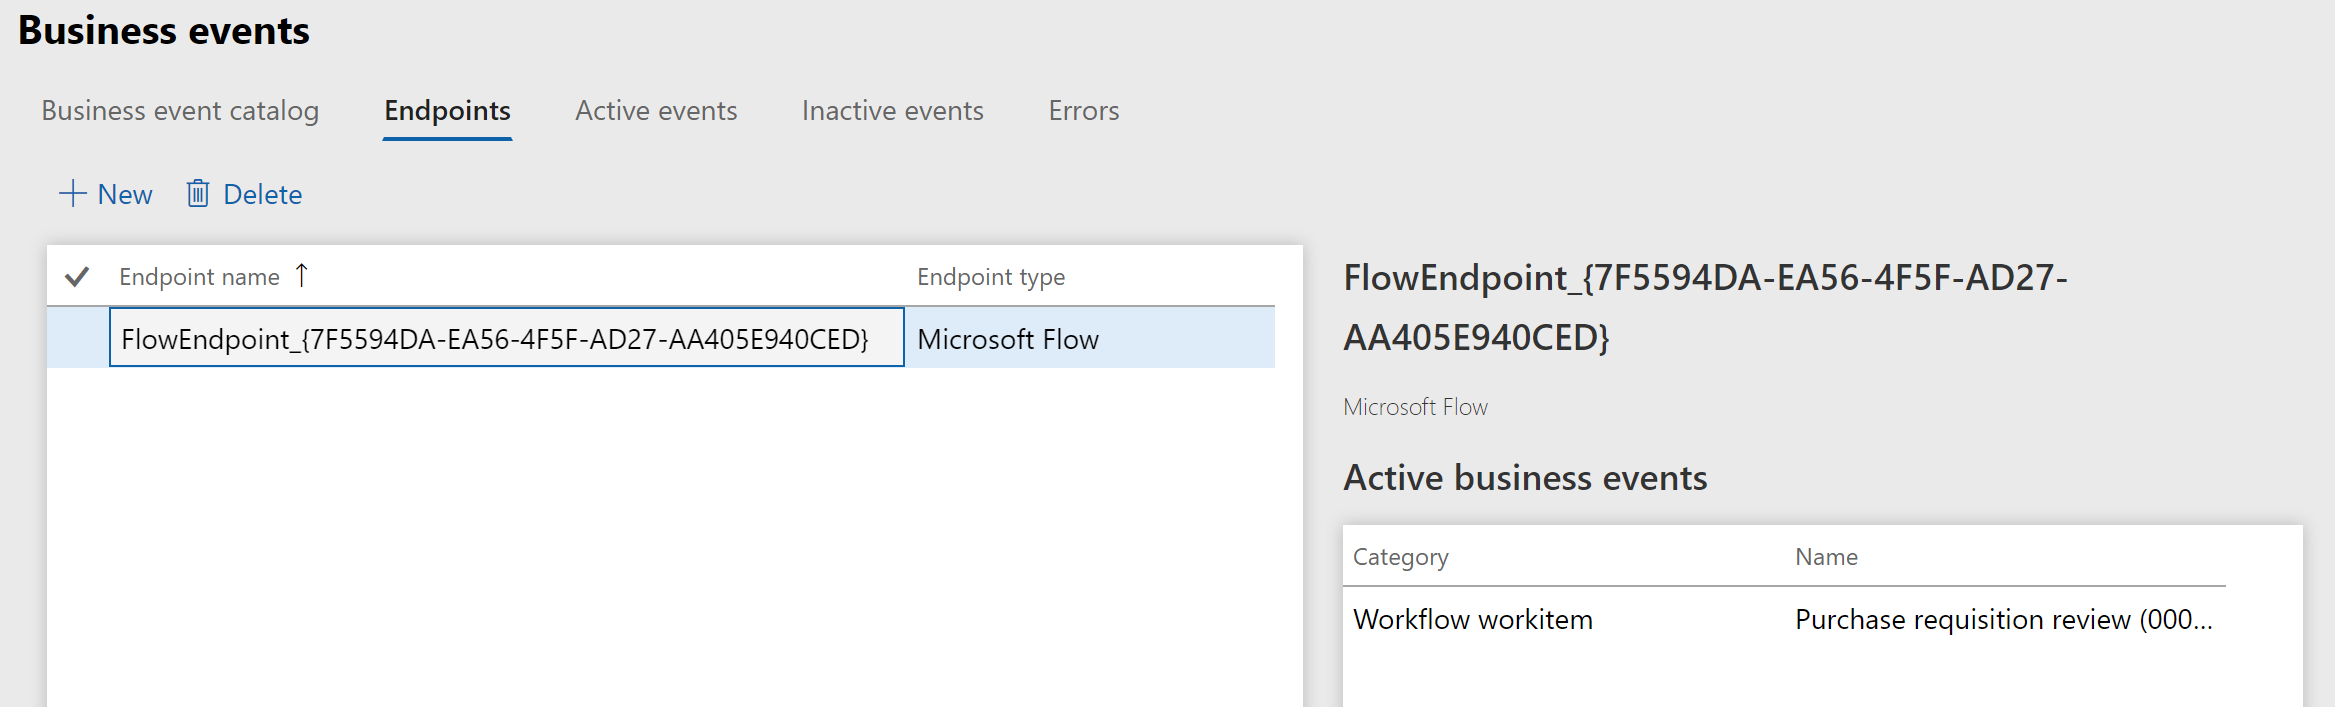 Business events
Business event catalog Endpoints Active events Inactive events Errors
New Delete
Endpoint name ↑ Endpoint type
FlowEndpoint_{7F5594DA-EA56-4F5F-AD27-AA405E940CED} Microsoft Flow
FlowEndpoint_{7F5594DA-EA56-4F5F-AD27-
AA405E940CED}
Microsoft Flow
Active business events
Category Name
Workflow workitem Purchase requisition review (000...